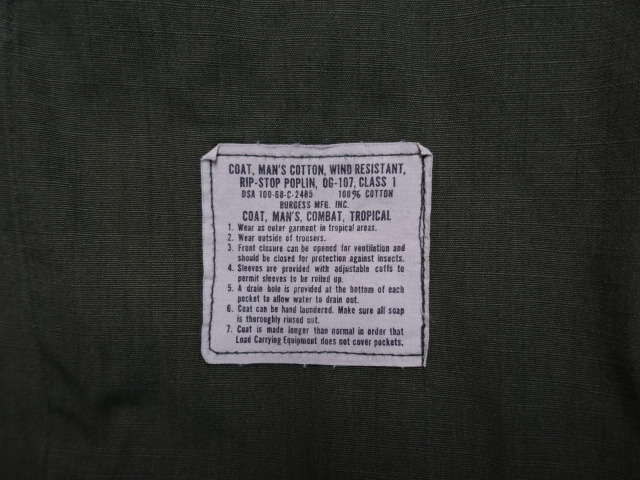 COAT, MAN'S COTTON, WIND RESISTANT,
RIP-STOP POPLIN, OG-107, CLASS 1
DSA 100-68-C-2485 100% COTTON
BURGESS MFG. INC.
COAT, MAN'S, COMBAT, TROPICAL
1. Wear as outer garment in tropical areas.
2. Wear outside of trousers.
3. Front closure can be opened for ventilation and
should be closed for protection against insects.
4. Sleeves are provided with adjustable cuffs to
permit sleeves to be rolled up.
5. A drain hole is provided at the bottom of each
pocket to allow water to drain out.
6. Coat can be hand laundered. Make sure all soap
is thoroughly rinsed out.
7. Coat is made longer than normal in order that
Load Carrying Equipment does not cover pockets.